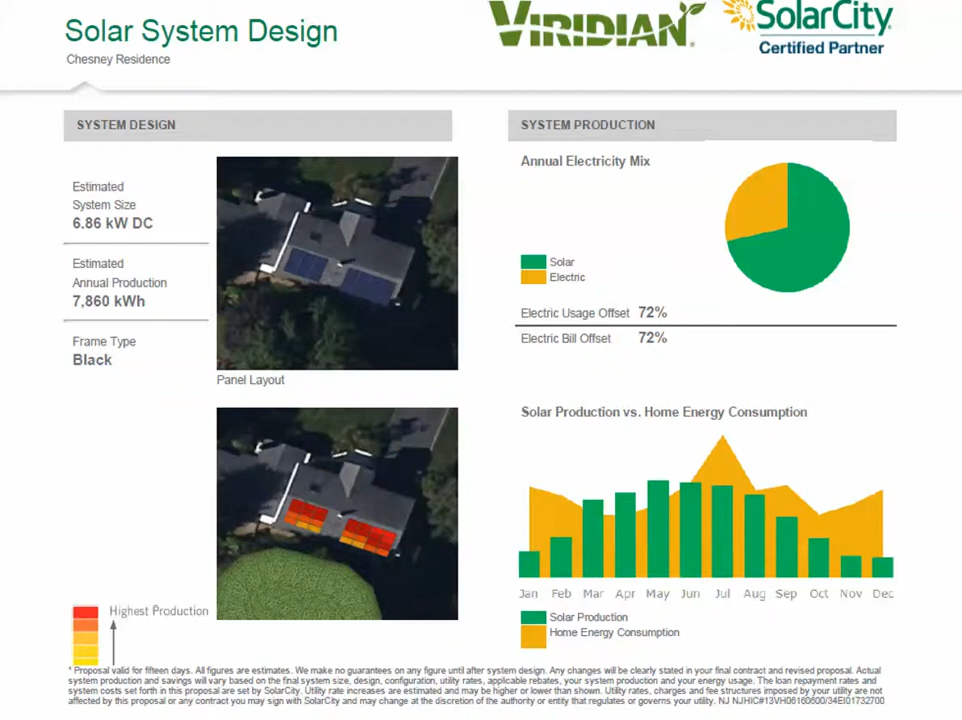 Solar System Design
Chesney Residence
VIRIDIAN
SolarCity
Certified Partner
SYSTEM DESIGN
Estimated
System Size
6.86 kW DC
Estimated
Annual Production
7,860 kWh
Frame Type
Black
Panel Layout
Highest Production
SYSTEM PRODUCTION
Annual Electricity Mix
Solar
Electric
Electric Usage Offset 72%
Electric Bill Offset 72%
Solar Production vs. Home Energy Consumption
Jan Feb Mar Apr May Jun Jul Aug Sep Oct Nov Dec
Solar Production
Home Energy Consumption
* Proposal valid for fifteen days. All figures are estimates. We make no guarantees on any figure until after system design. Any changes will be clearly stated in your final contract and revised proposal. Actual
system production and savings will vary based on the final system size, design, configuration, utility rates, applicable rebates, your system production and your energy usage. The loan repayment rates and
system costs set forth in this proposal are set by SolarCity. Utility rate increases are estimated and may be higher or lower than shown. Utility rates, charges and fee structures imposed by your utility are not
affected by this proposal or any contract you may sign with SolarCity and may change at the discretion of the authority or entity that regulates or governs your utility. NJ NJHIC#13VH06160600/34EI01732700